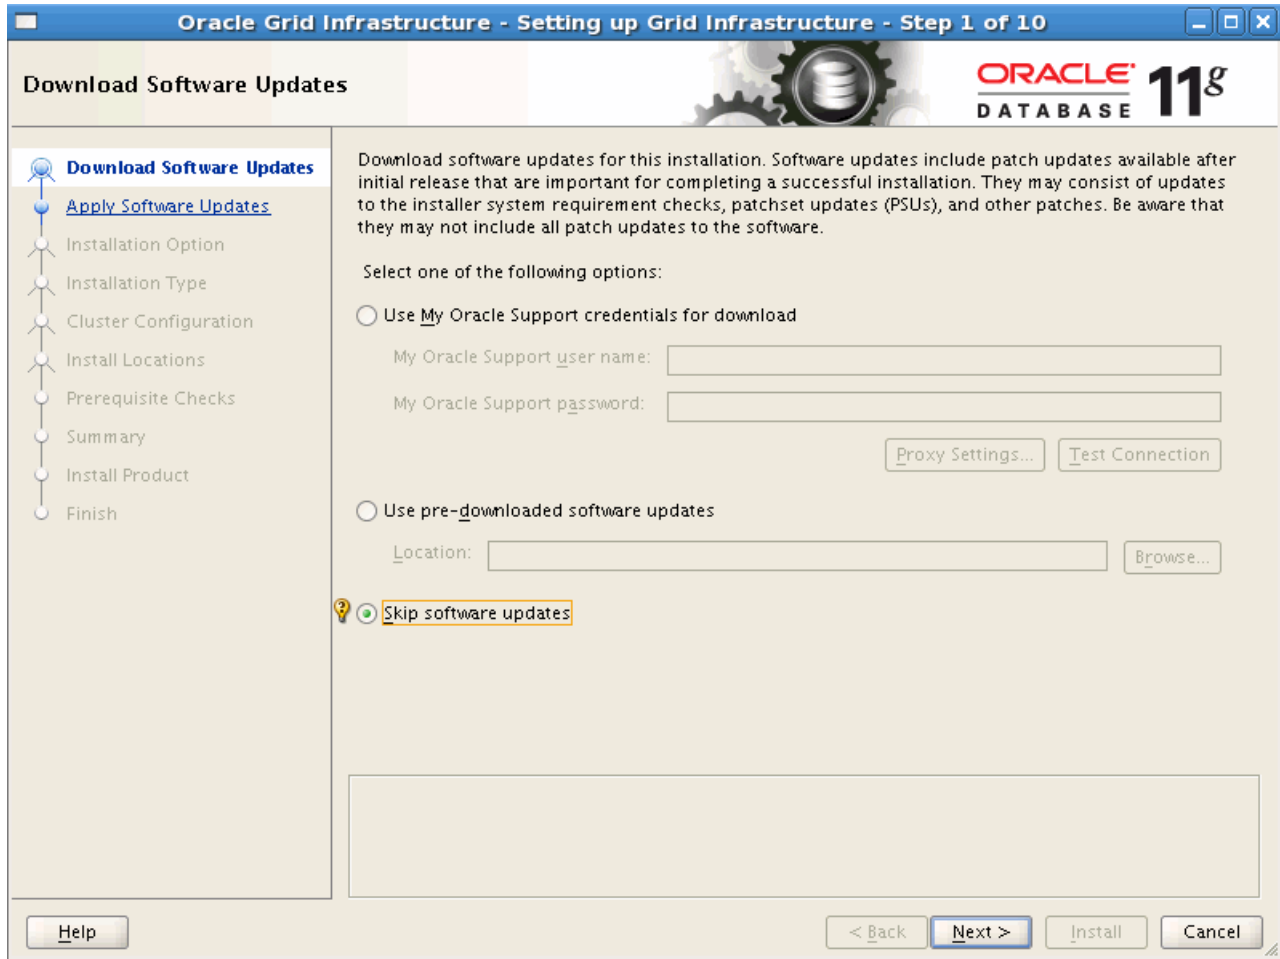 Oracle Grid Infrastructure - Setting up Grid Infrastructure - Step 1 of 10
Download Software Updates
ORACLE DATABASE 11g
Download Software Updates
Apply Software Updates
Installation Option
Installation Type
Cluster Configuration
Install Locations
Prerequisite Checks
Summary
Install Product
Finish
Download software updates for this installation. Software updates include patch updates available after
initial release that are important for completing a successful installation. They may consist of updates
to the installer system requirement checks, patchset updates (PSUs), and other patches. Be aware that
they may not include all patch updates to the software.
Select one of the following options:
Use My Oracle Support credentials for download
My Oracle Support user name:
My Oracle Support password:
Proxy Settings... Test Connection
Use pre-downloaded software updates
Location: Browse...
Skip software updates
Help < Back Next > Install Cancel